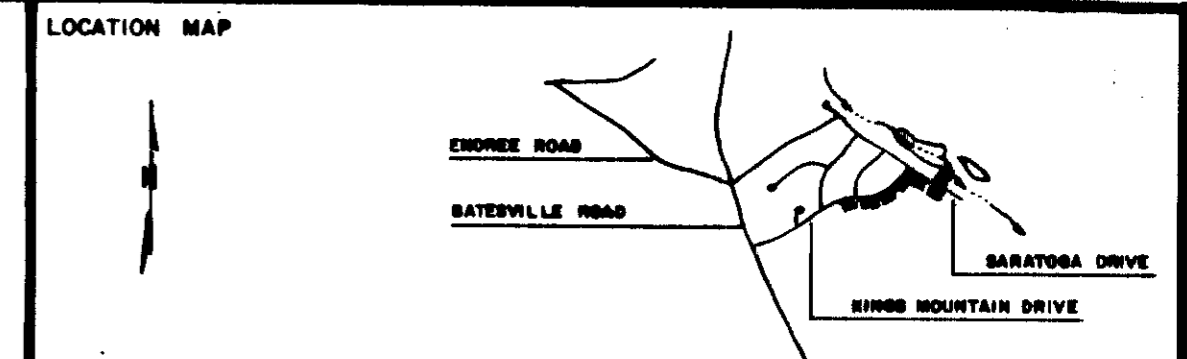 LOCATION MAP
ENOREE ROAD
BATESVILLE ROAD
SARATOGA DRIVE
KINGS MOUNTAIN DRIVE